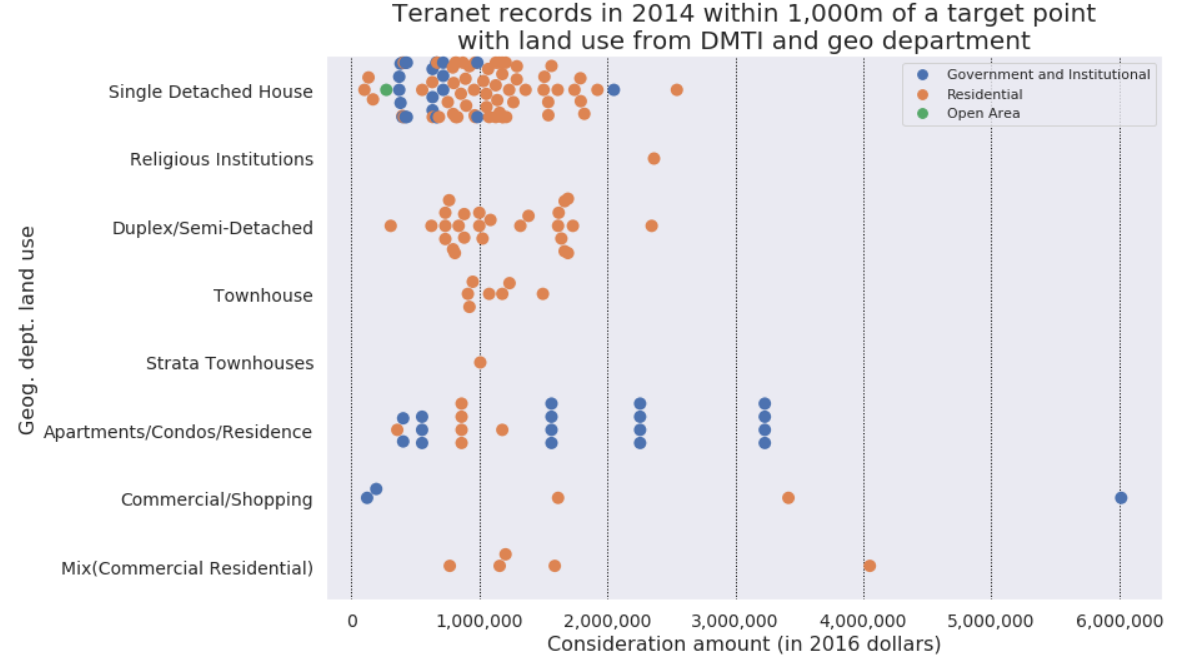 Teranet records in 2014 within 1,000m of a target point
with land use from DMTI and geo department
Government and Institutional
Residential
Open Area
Geog. dept. land use
Single Detached House
Religious Institutions
Duplex/Semi-Detached
Townhouse
Strata Townhouses
Apartments/Condos/Residence
Commercial/Shopping
Mix(Commercial Residential)
0 1,000,000 2,000,000 3,000,000 4,000,000 5,000,000 6,000,000
Consideration amount (in 2016 dollars)